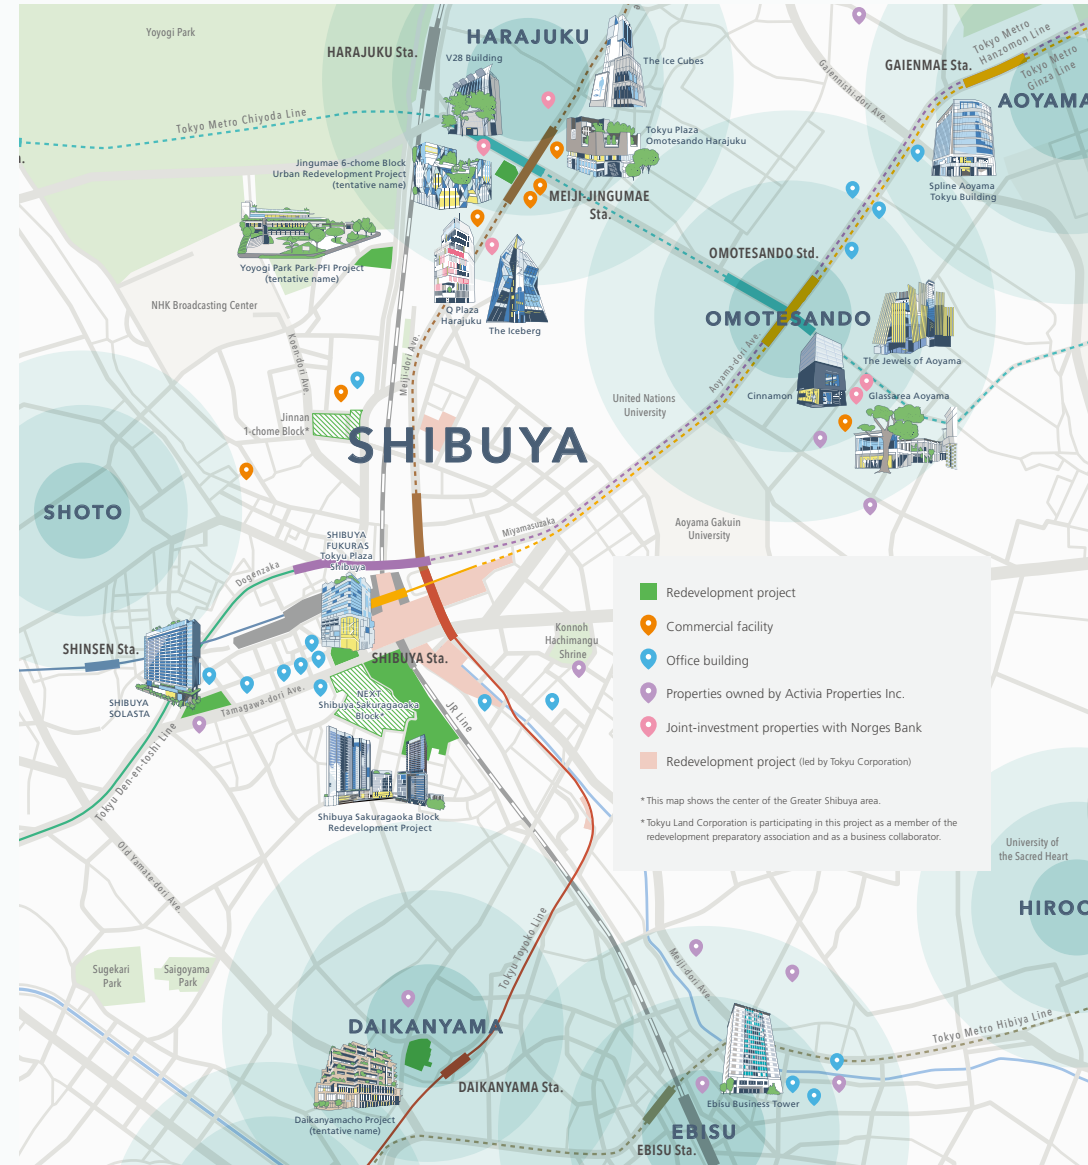 Yoyogi Park
HARAJUKU Sta.
HARAJUKU
V28 Building
The Ice Cubes
Gaiennishi-dori Ave.
GAIENMAE Sta.
Tokyo Metro
Hanzomon Line
Tokyo Metro
Ginza Line
AOYAMA
Tokyo Metro Chiyoda Line
Tokyu Plaza
Omotesando Harajuku
Jingumae 6-chome Block
Urban Redevelopment Project
(tentative name)
MEIJI-JINGUMAE
Sta.
Spline Aoyama
Tokyu Building
Yoyogi Park Park-PFI Project
(tentative name)
OMOTESANDO Std.
NHK Broadcasting Center
Q Plaza
Harajuku
The Iceberg
OMOTESANDO
Koen-dori Ave.
Meiji-dori Ave.
Aoyama-dori Ave.
The Jewels of Aoyama
Cinnamon
Glassarea Aoyama
United Nations
University
Jinnan
1-chome Block*
SHIBUYA
SHOTO
Miyamasuzaka
Aoyama Gakuin
University
SHIBUYA
FUKURAS
Tokyu Plaza
Shibuya
Dogenzaka
Konnoh
Hachimangu
Shrine
SHINSEN Sta.
SHIBUYA Sta.
SHIBUYA
SOLASTA
Tamagawa-dori Ave.
NEXT
Shibuya Sakuragaoaka
Block*
JR Line
Tokyu Den-en-toshi Line
Shibuya Sakuragaoka Block
Redevelopment Project
Redevelopment project
Commercial facility
Office building
Properties owned by Activia Properties Inc.
Joint-investment properties with Norges Bank
Redevelopment project (led by Tokyu Corporation)
* This map shows the center of the Greater Shibuya area.
* Tokyu Land Corporation is participating in this project as a member of the
redevelopment preparatory association and as a business collaborator.
Old Yamate-dori Ave.
University of
the Sacred Heart
HIROO
Sugekari
Park
Saigoyama
Park
Tokyu Toyoko Line
Meiji-dori Ave.
DAIKANYAMA
Tokyo Metro Hibiya Line
DAIKANYAMA Sta.
Daikanyamacho Project
(tentative name)
Ebisu Business Tower
EBISU
EBISU Sta.